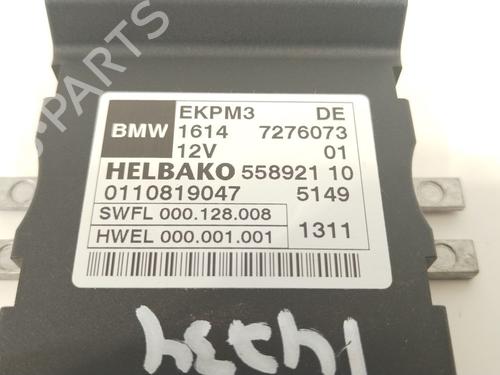 EKPM3 DE
BMW 1614 7276073
12V 01
HELBAKO 558921 10
0110819047 5149
SWFL 000.128.008
HWEL 000.001.001 1311
B-PARTS